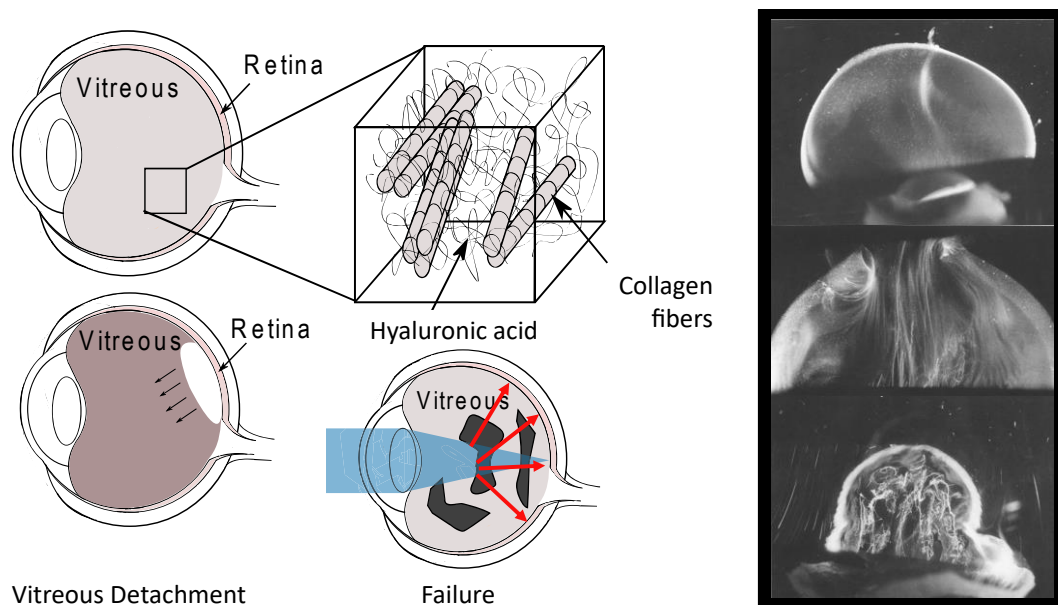 Retina
Vitreous
Collagen
fibers
Hyaluronic acid
Retina
Vitreous
Vitreous
Vitreous Detachment
Failure